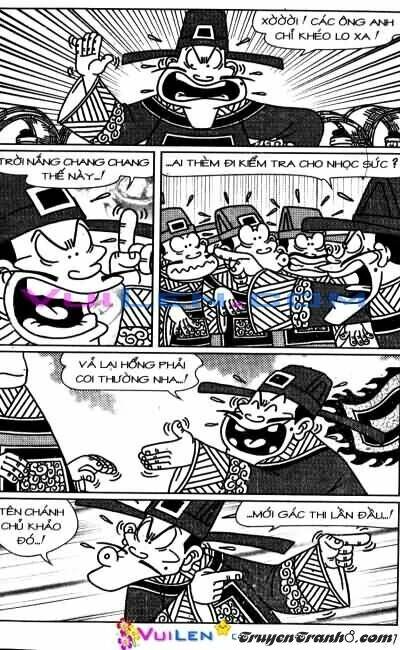 XỜỜỜI! CÁC ÔNG ANH
CHỈ KHÉO LO XA!
TRỜI NẮNG CHANG CHANG
THẾ NÀY...!
...AI THÈM ĐI KIỂM TRA CHO NHỌC SỨC?
VUILEN.COM
VẢ LẠI HỔNG PHẢI
COI THƯỜNG NHA...!
TÊN CHÁNH
CHỦ KHẢO
ĐÓ...!
...MỚI GÁC THI LẦN ĐẦU...!
VUILEN
TruyenTranh8.com